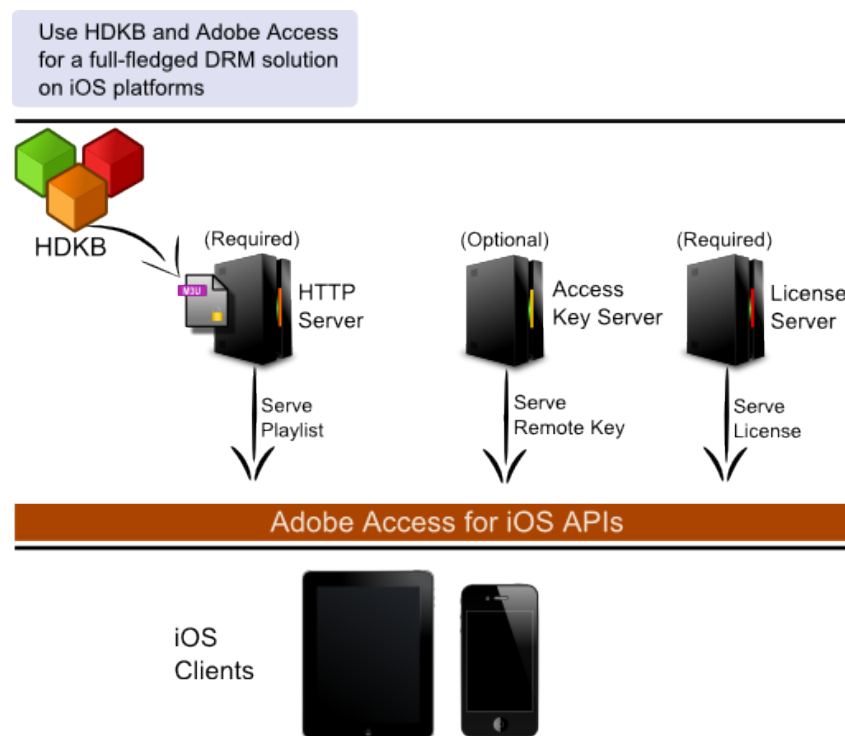 Use HDKB and Adobe Access
for a full-fledged DRM solution
on iOS platforms
HDKB
(Required)
M3U
HTTP
Server
(Optional)
Access
Key Server
(Required)
License
Server
Serve
Playlist
Serve
Remote Key
Serve
License
Adobe Access for iOS APIs
iOS
Clients